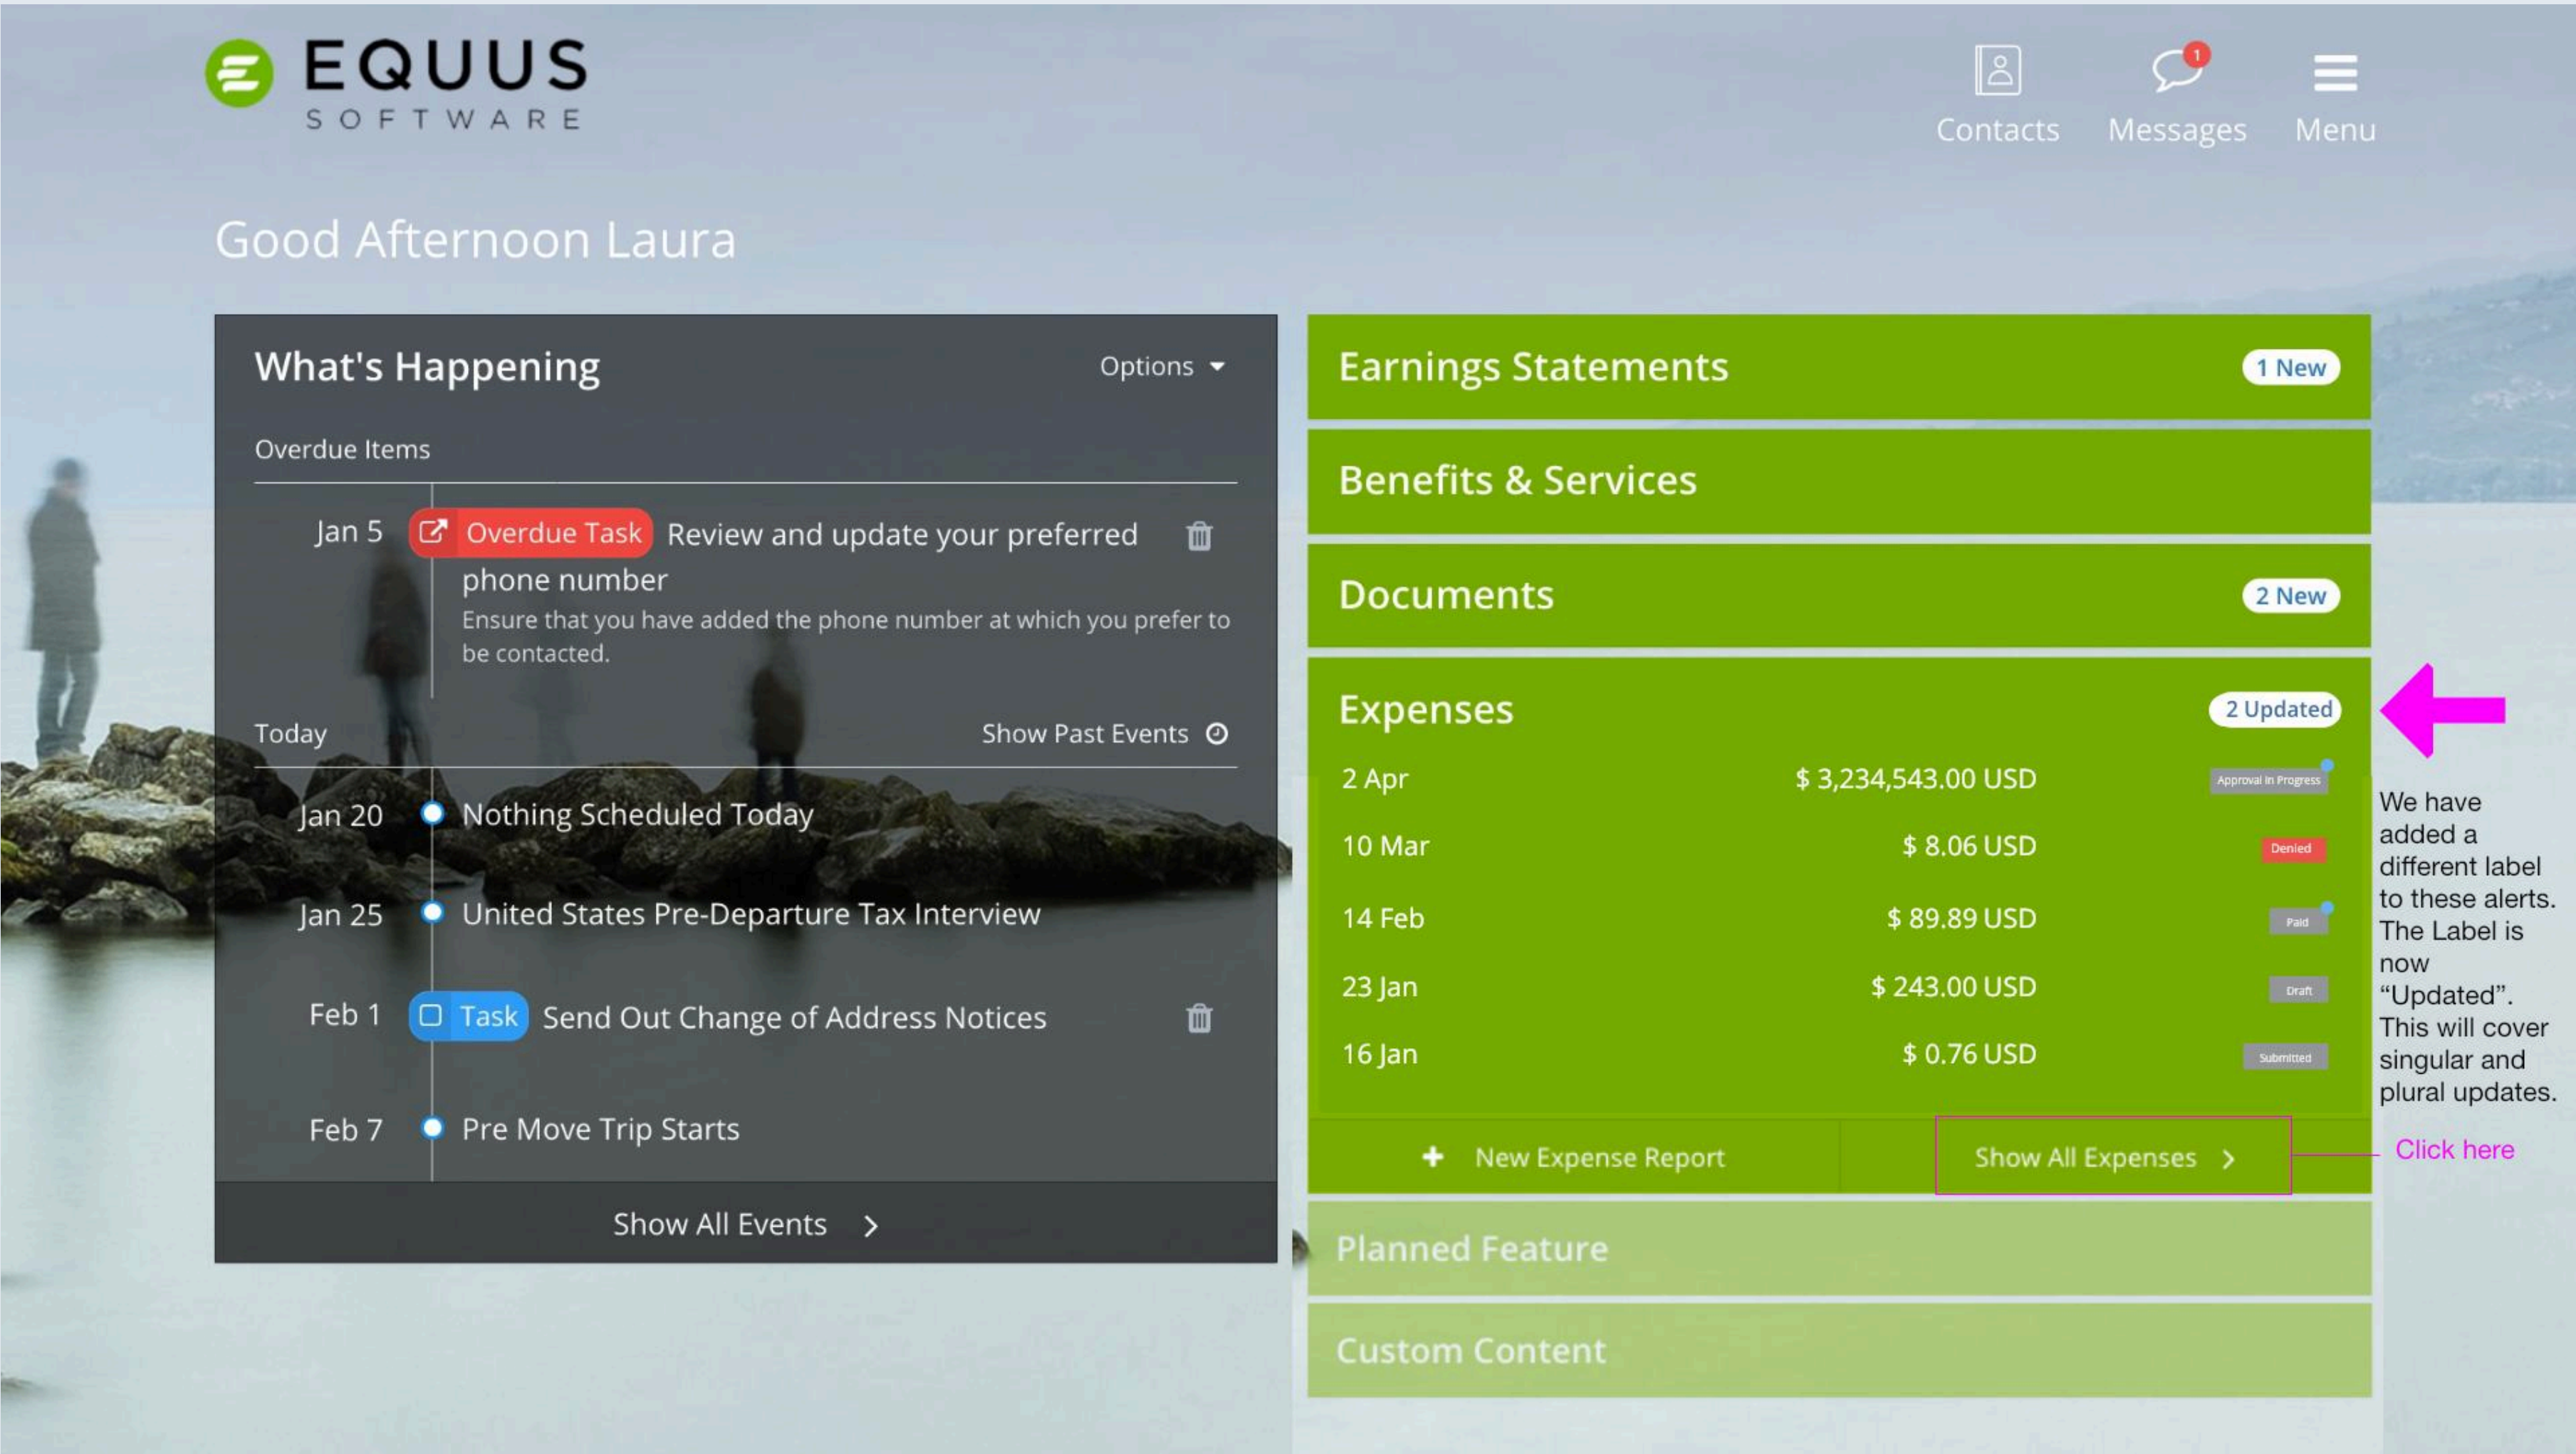 EQUUS
SOFTWARE
1
Contacts Messages Menu
Good Afternoon Laura
What's Happening Options
Overdue Items
Jan 5 Overdue Task Review and update your preferred
phone number
Ensure that you have added the phone number at which you prefer to
be contacted.
Today Show Past Events
Jan 20 Nothing Scheduled Today
Jan 25 United States Pre-Departure Tax Interview
Feb 1 Task Send Out Change of Address Notices
Feb 7 Pre Move Trip Starts
Show All Events
Earnings Statements 1 New
Benefits & Services
Documents 2 New
Expenses 2 Updated
2 Apr $ 3,234,543.00 USD Approval In Progress
10 Mar $ 8.06 USD Denied
14 Feb $ 89.89 USD Paid
23 Jan $ 243.00 USD Draft
16 Jan $ 0.76 USD Submitted
New Expense Report Show All Expenses
Planned Feature
Custom Content
We have
added a
different label
to these alerts.
The Label is
now
“Updated”.
This will cover
singular and
plural updates.
Click here